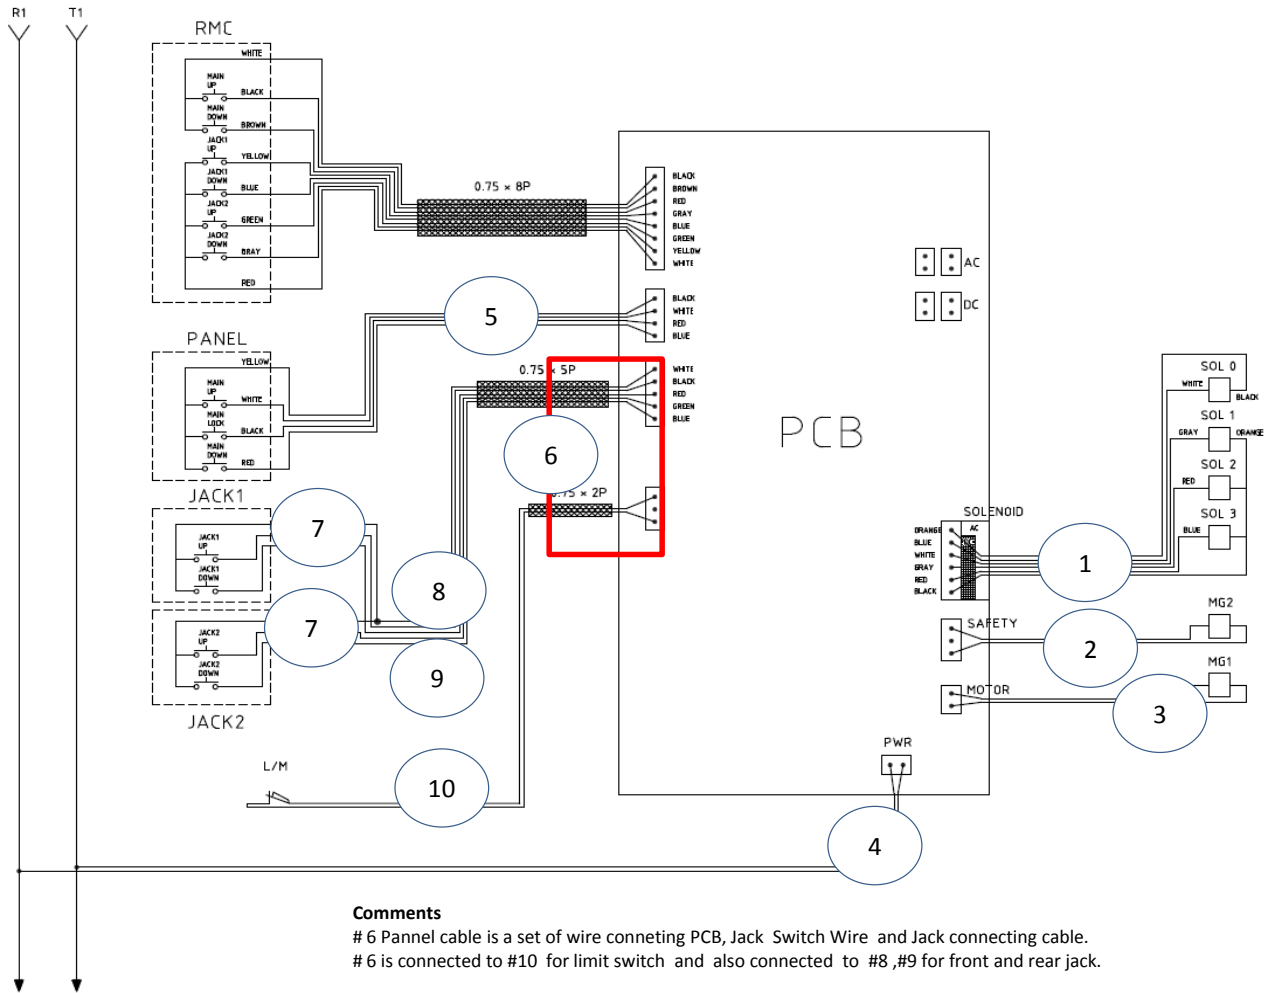 R1
T1
RMC
WHITE
MAIN
UP
BLACK
MAIN
DOWN
BROWN
JACK1
UP
YELLOW
JACK1
DOWN
BLUE
JACK2
UP
GREEN
JACK2
DOWN
GRAY
RED
0.75 × 8P
BLACK
BROWN
RED
GRAY
BLUE
GREEN
YELLOW
WHITE
5
BLACK
WHITE
RED
BLUE
PANEL
YELLOW
MAIN
UP
WHITE
MAIN
LOCK
BLACK
MAIN
DOWN
RED
0.75 × 5P
WHITE
BLACK
RED
GREEN
BLUE
6
.75 × 2P
JACK1
JACK1
UP
JACK1
DOWN
7
8
JACK2
UP
JACK2
DOWN
7
9
JACK2
L/M
10
PCB
AC
DC
SOL 0
WHITE
BLACK
SOL 1
GRAY
ORANGE
SOL 2
RED
SOL 3
BLUE
SOLENOID
AC
ORANGE
BLUE
WHITE
GRAY
RED
BLACK
1
SAFETY
2
MG2
MOTOR
3
MG1
PWR
4
Comments
# 6 Pannel cable is a set of wire conneting PCB, Jack Switch Wire and Jack connecting cable.
# 6 is connected to #10 for limit switch and also connected to #8 ,#9 for front and rear jack.